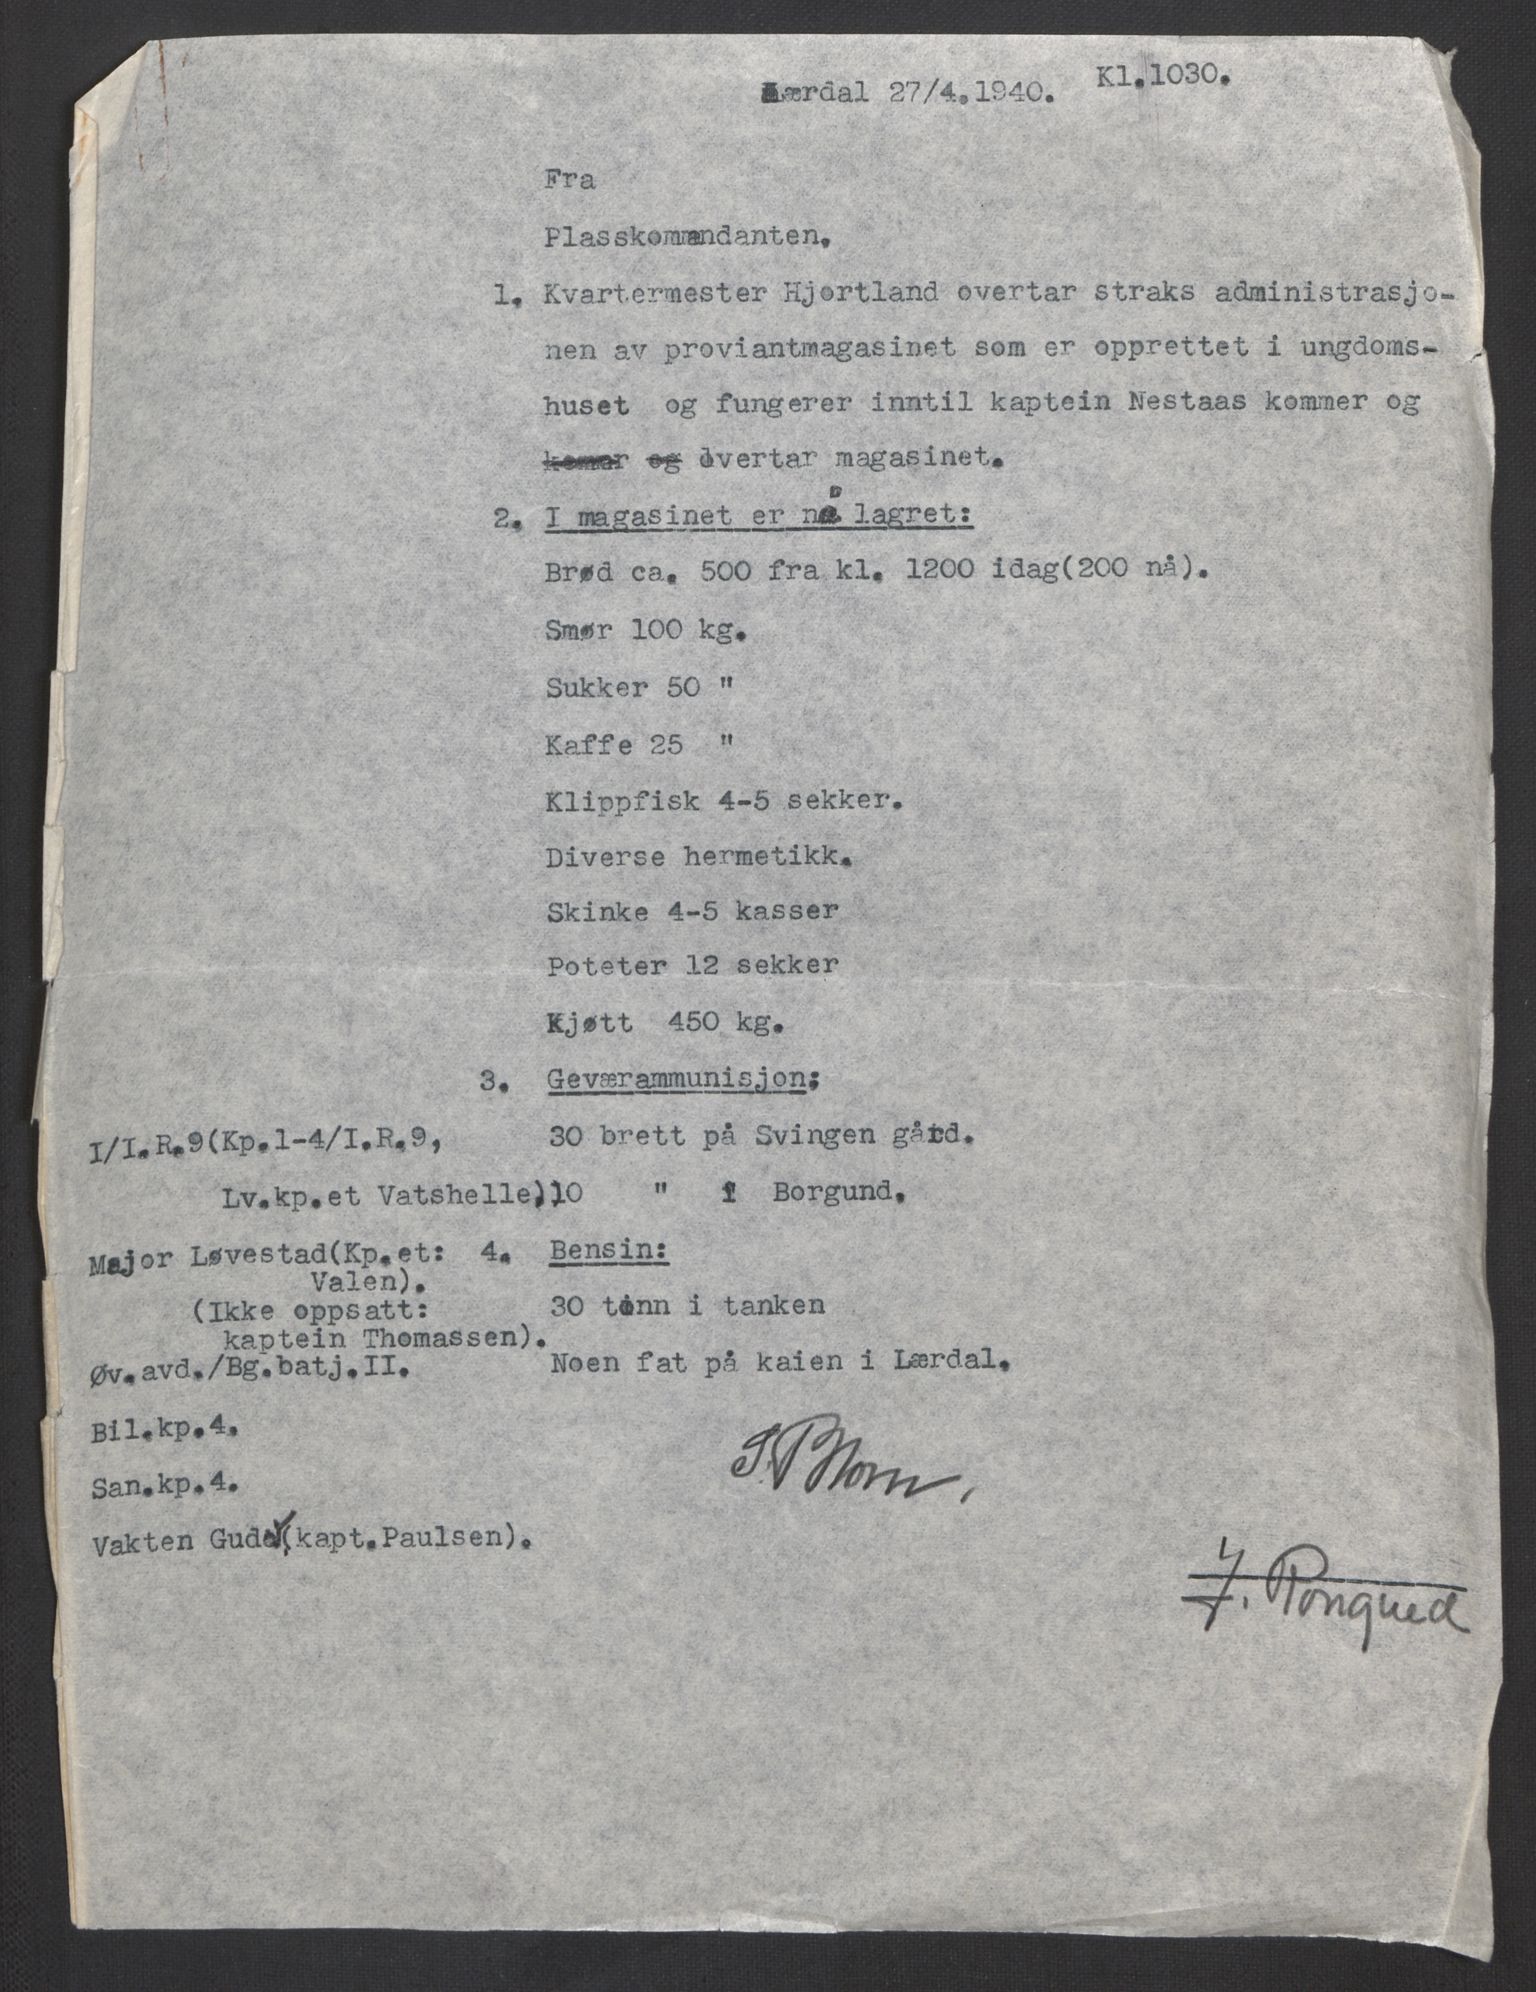 Lærdal 27/4.1940. Kl.1030.
Fra
Plasskommandanten.
1. Kvartermester Hjortland overtar straks administrasjo-
nen av proviantmagasinet som er opprettet i ungdoms-
huset og fungerer inntil kaptein Nestaas kommer og
komer og overtar magasinet.
2. I magasinet er nå lagret:
Brød ca. 500 fra kl. 1200 idag(200 nå).
Smør 100 kg.
Sukker 50 "
Kaffe 25 "
Klippfisk 4-5 sekker.
Diverse hermetikk.
Skinke 4-5 kasser
Poteter 12 sekker
Kjøtt 450 kg.
3. Geværammunisjon:
30 brett på Svingen gård.
10 " i Borgund.
4. Bensin:
30 tonn i tanken
Noen fat på kaien i Lærdal.
I/I.R.9(Kp.1-4/I.R.9,
Lv.kp.et Vatshelle).
Major Løvestad(Kp.et:
Valen).
(Ikke oppsatt:
kaptein Thomassen).
Øv.avd./Bg.batj.II.
Bil.kp.4.
San.kp.4.
Vakten Gudv(kapt.Paulsen).
S. Blom.